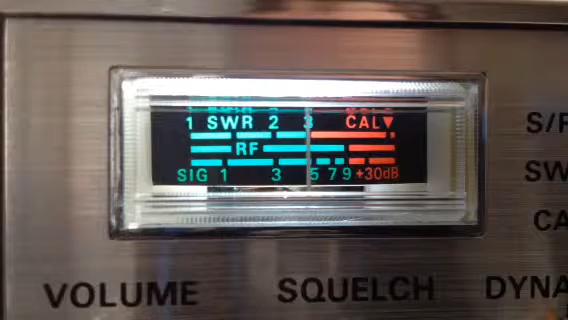 1 SWR 2 3 CAL▼
RF
SIG 1 3 5 7 9 +30dB
S/R
SW
CA
VOLUME SQUELCH DYNA